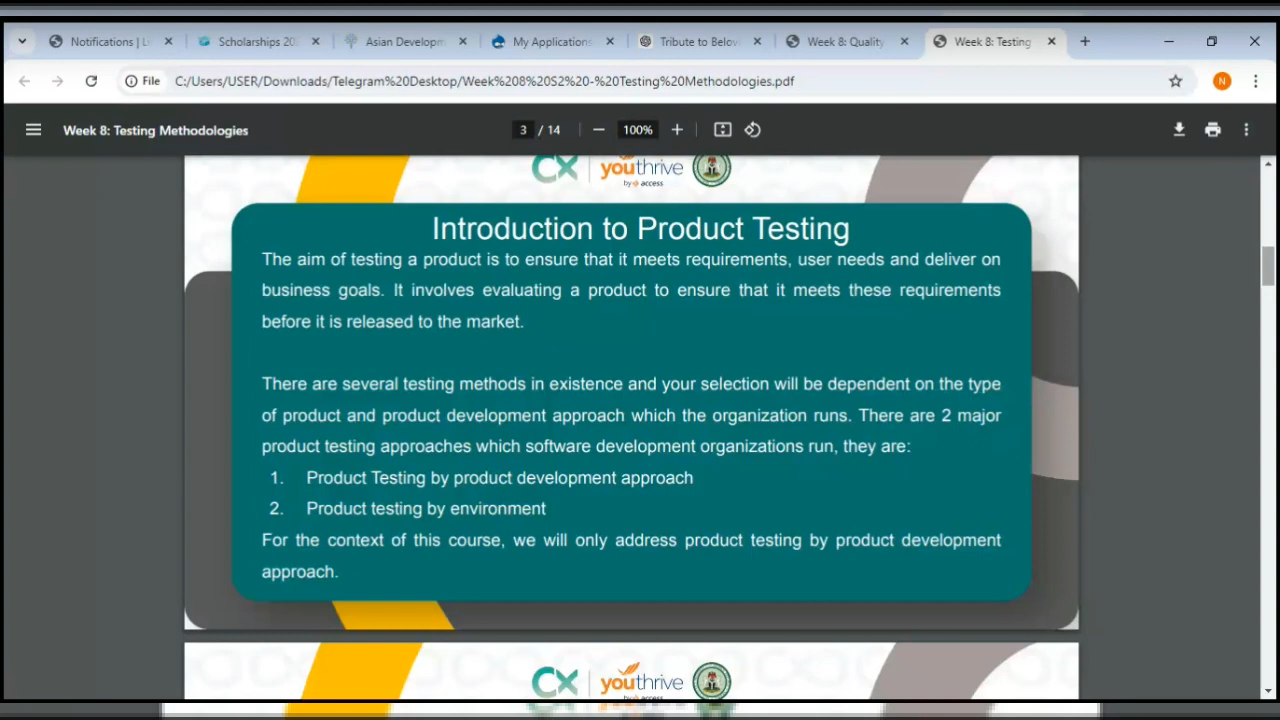 Notifications | L
Scholarships 20
Asian Developm
My Applications
Tribute to Belov
Week 8: Quality
Week 8: Testing
File
C:/Users/USER/Downloads/Telegram%20Desktop/Week%208%20S2%20-%20Testing%20Methodologies.pdf
N
Week 8: Testing Methodologies
3 / 14
100%
CX
youthrive
by access
Introduction to Product Testing
The aim of testing a product is to ensure that it meets requirements, user needs and deliver on
business goals. It involves evaluating a product to ensure that it meets these requirements
before it is released to the market.
There are several testing methods in existence and your selection will be dependent on the type
of product and product development approach which the organization runs. There are 2 major
product testing approaches which software development organizations run, they are:
1. Product Testing by product development approach
2. Product testing by environment
For the context of this course, we will only address product testing by product development
approach.
CX
youthrive
by access